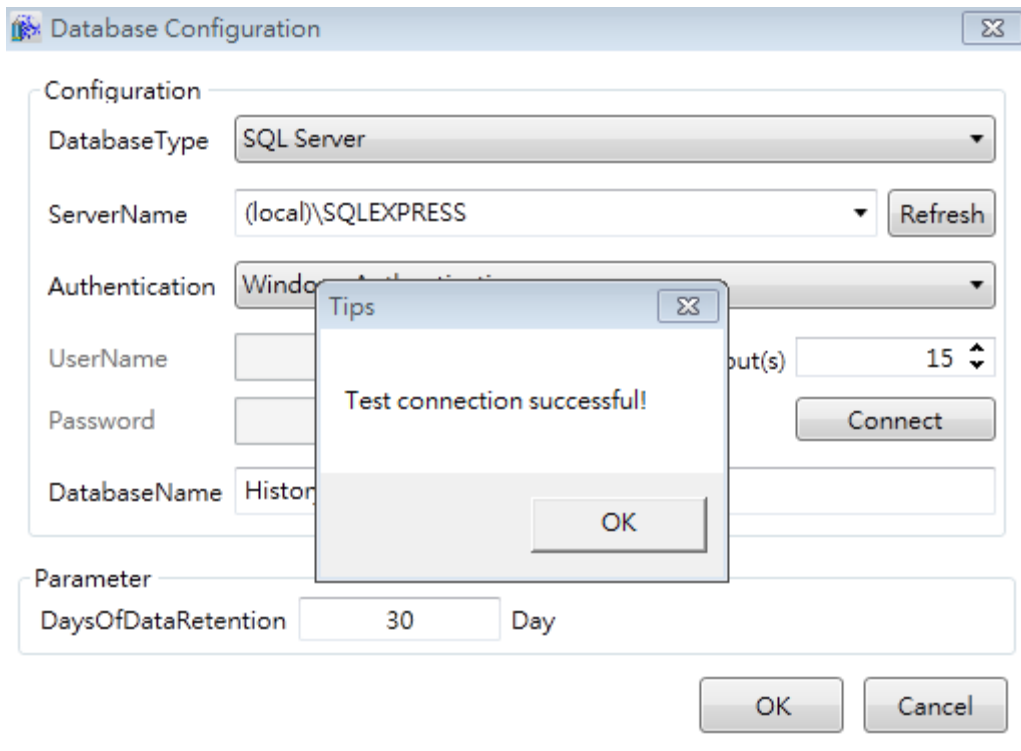 Database Configuration
Configuration
DatabaseType SQL Server
ServerName (local)\SQLEXPRESS Refresh
Authentication
Tips
UserName 15
Test connection successful!
Password Connect
DatabaseName
OK
Parameter
DaysOfDataRetention 30 Day
OK Cancel